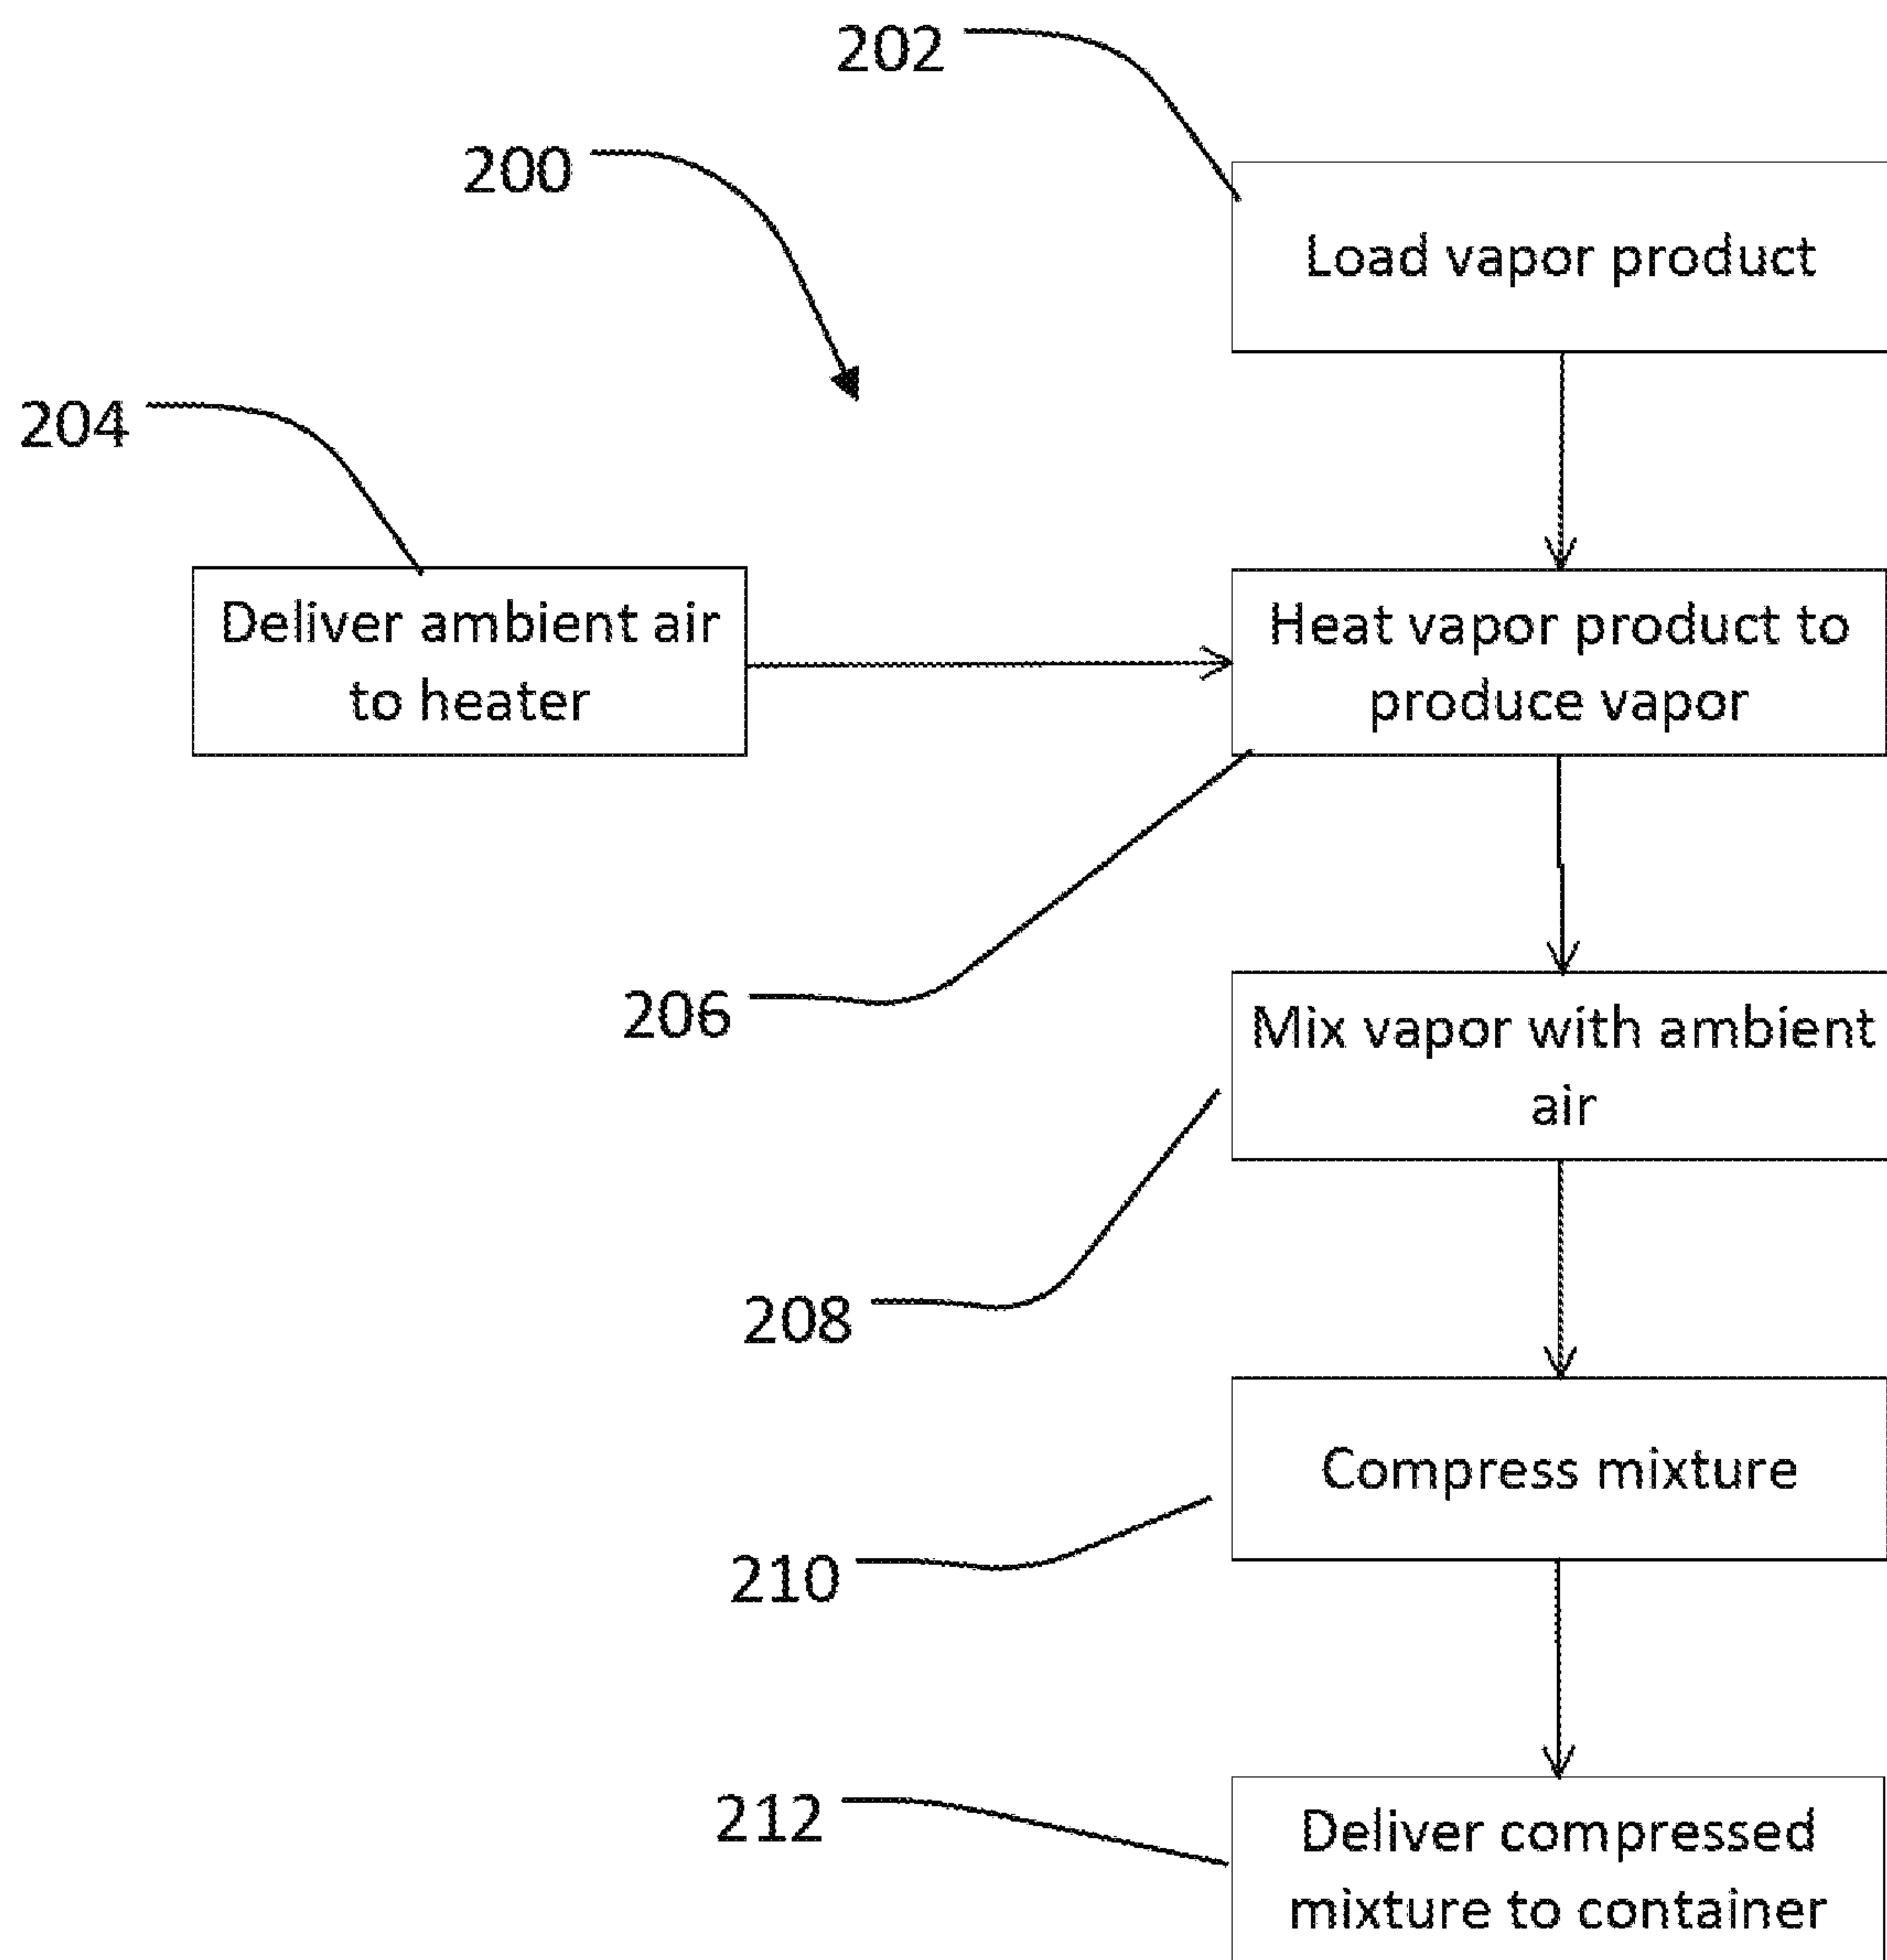 202
200
Load vapor product
204
Deliver ambient air
to heater
Heat vapor product to
produce vapor
206
Mix vapor with ambient
air
208
Compress mixture
210
212
Deliver compressed
mixture to container